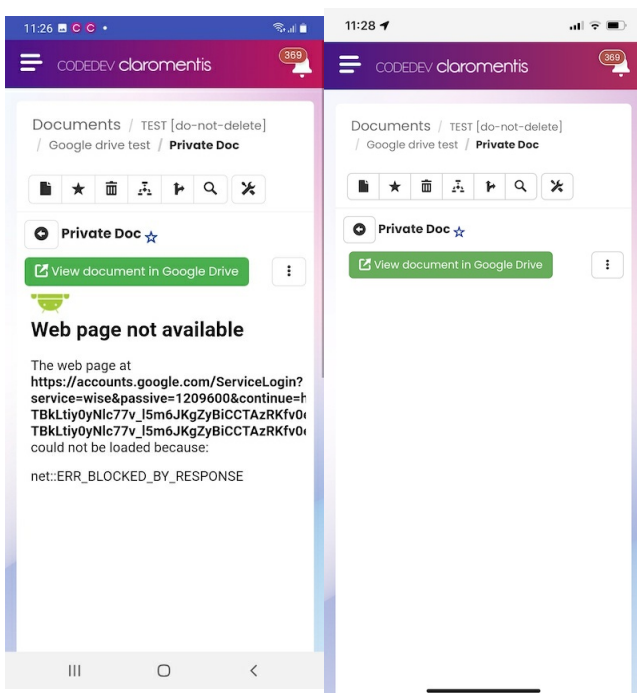 11:26
CODEDEV claromentis
369
Documents / TEST [do-not-delete]
/ Google drive test / Private Doc
Private Doc
View document in Google Drive
Web page not available
The web page at
https://accounts.google.com/ServiceLogin?
service=wise&passive=1209600&continue=h
TBkLtiy0yNlc77v_l5m6JKgZyBiCCTAzRKfv0
TBkLtiy0yNlc77v_l5m6JKgZyBiCCTAzRKfv0
could not be loaded because:
net::ERR_BLOCKED_BY_RESPONSE
11:28
CODEDEV claromentis
369
Documents / TEST [do-not-delete]
/ Google drive test / Private Doc
Private Doc
View document in Google Drive